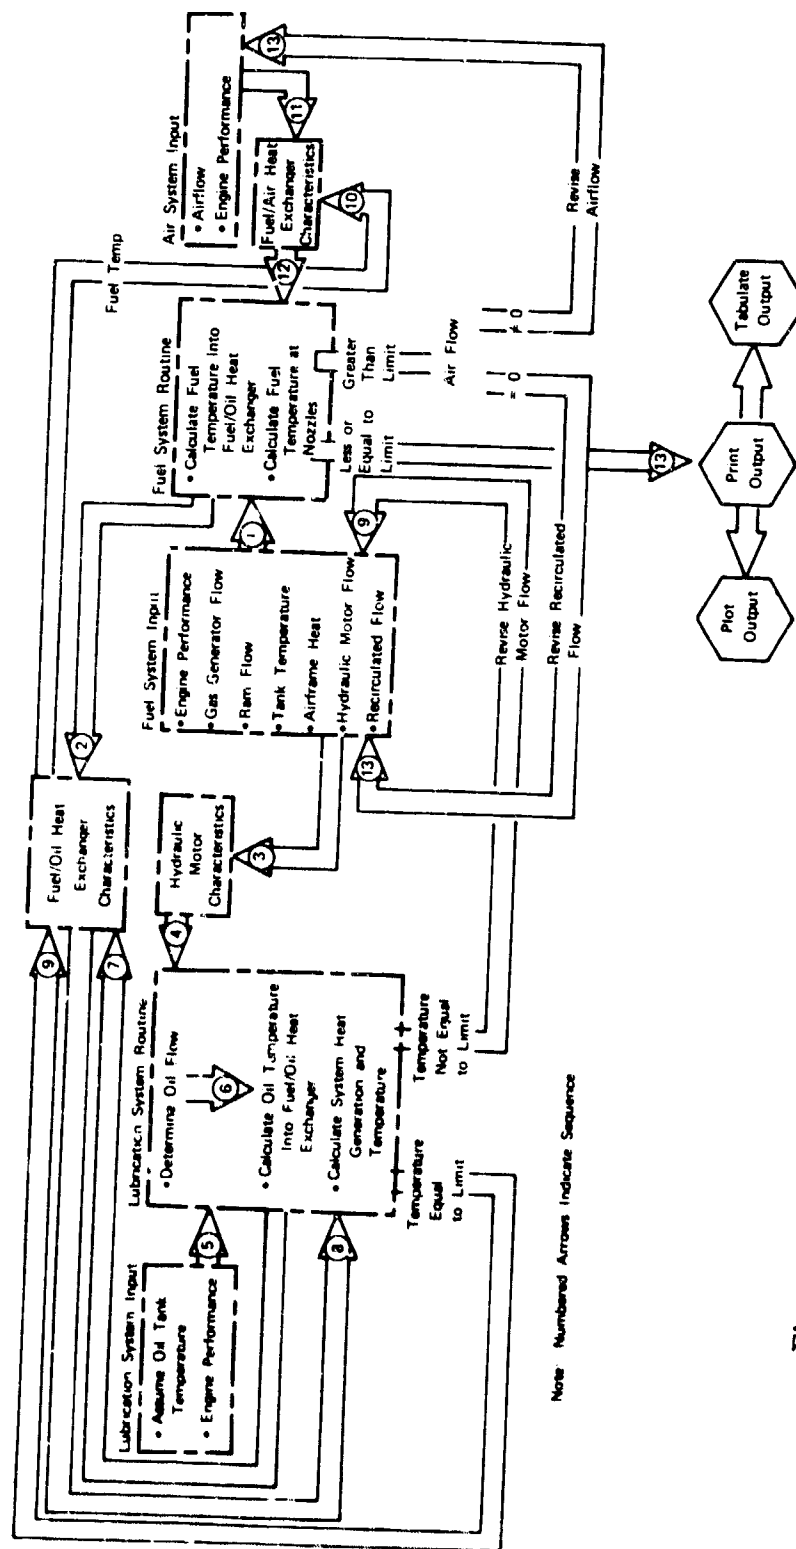 Air System Input
• Airflow
• Engine Performance
13
11
Fuel/Air Heat
Exchanger
Characteristics
10
12
Fuel Temp
Fuel System Routine
• Calculate Fuel
Temperature Into
Fuel/Oil Heat
Exchanger
• Calculate Fuel
Temperature at
Nozzles
Less or
Equal to
Limit
Greater
Than
Limit
Air Flow
= 0
≠ 0
Revise
Airflow
1
2
Fuel System Input
• Engine Performance
• Gas Generator Flow
• Ram Flow
• Tank Temperature
• Airframe Heat
• Hydraulic Motor Flow
• Recirculated Flow
9
13
3
Revise Hydraulic
Motor Flow
Revise Recirculated
Flow
Fuel/Oil Heat
Exchanger
Characteristics
9
7
Hydraulic
Motor
Characteristics
4
Lubrication System Routine
• Determine Oil Flow
6
• Calculate Oil Temperature
Into Fuel/Oil Heat
Exchanger
• Calculate System Heat
Generation and
Temperature
Temperature
Equal
to Limit
Temperature
Not Equal
to Limit
5
8
Lubrication System Input
• Assume Oil Tank
Temperature
• Engine Performance
13
Plot
Output
Print
Output
Tabulate
Output
Note: Numbered Arrows Indicate Sequence